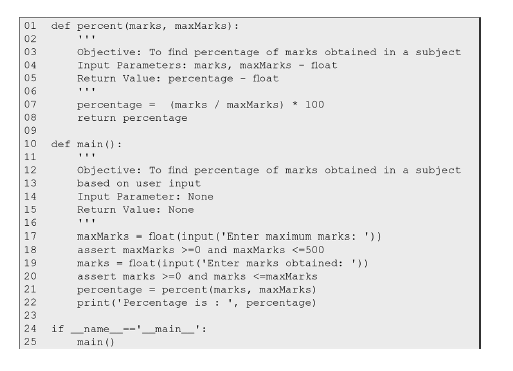 01 def percent(marks, maxMarks):
02     '''
03     Objective: To find percentage of marks obtained in a subject
04     Input Parameters: marks, maxMarks - float
05     Return Value: percentage - float
06     '''
07     percentage =  (marks / maxMarks) * 100
08     return percentage
09
10 def main():
11     '''
12     Objective: To find percentage of marks obtained in a subject
13     based on user input
14     Input Parameter: None
15     Return Value: None
16     '''
17     maxMarks = float(input('Enter maximum marks: '))
18     assert maxMarks >=0 and maxMarks <=500
19     marks = float(input('Enter marks obtained: '))
20     assert marks >=0 and marks <=maxMarks
21     percentage = percent(marks, maxMarks)
22     print('Percentage is : ', percentage)
23
24 if __name__=='__main__':
25     main()